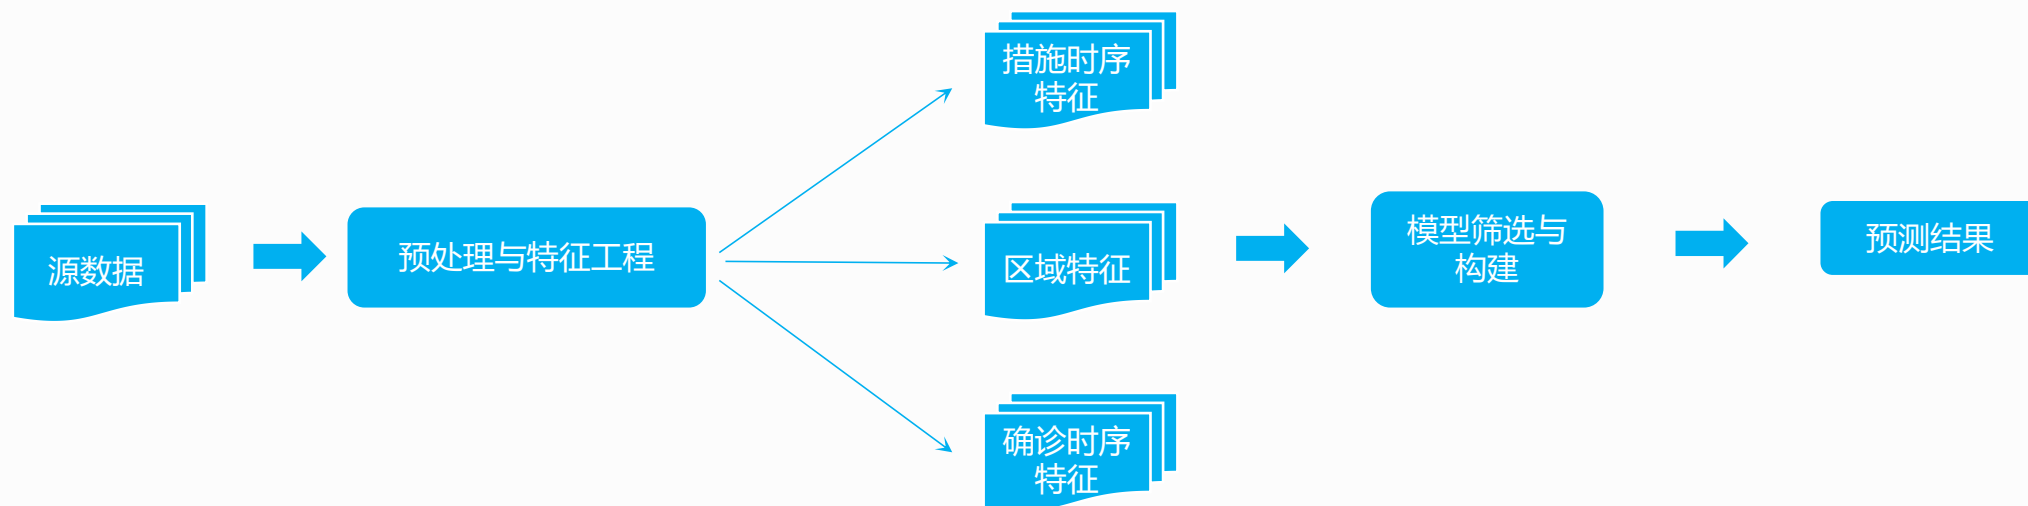 源数据
预处理与特征工程
措施时序
特征
区域特征
确诊时序
特征
模型筛选与
构建
预测结果